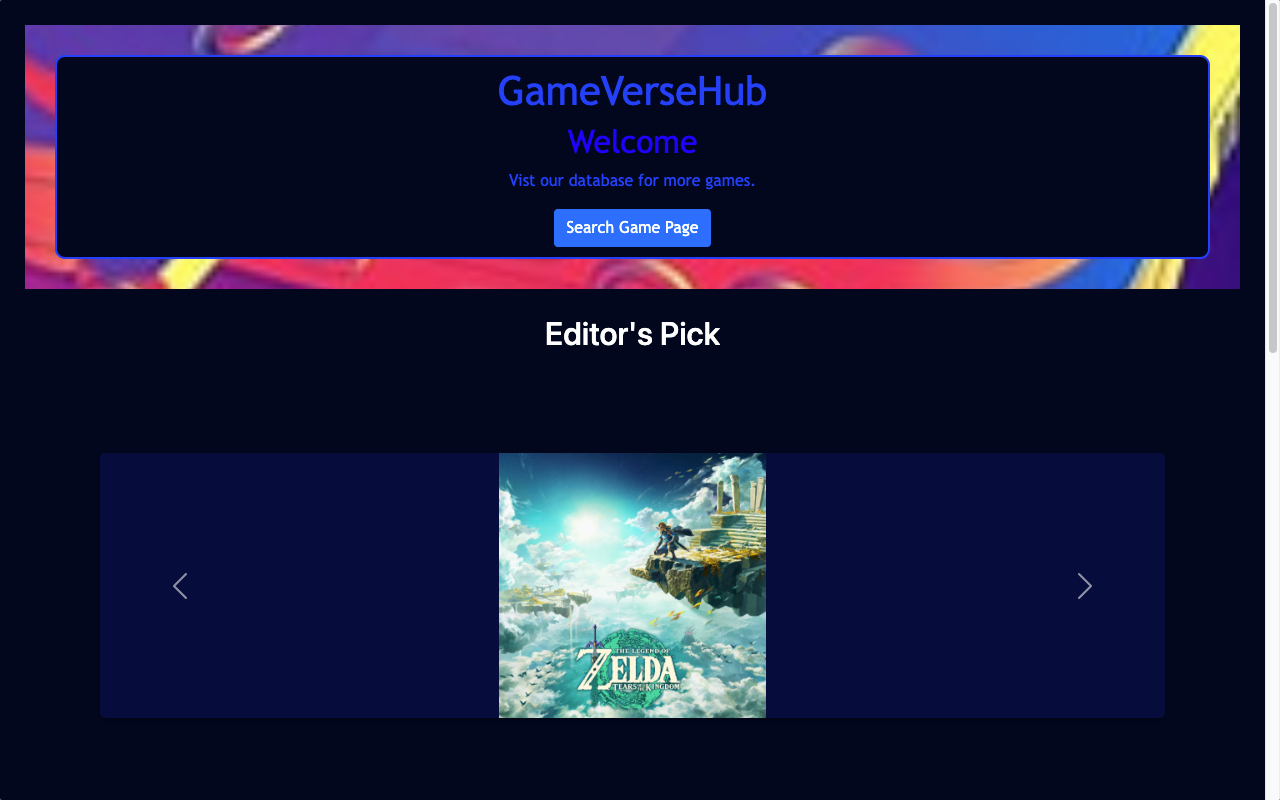 GameVerseHub
Welcome
Vist our database for more games.
Search Game Page
Editor's Pick
THE LEGEND OF
ZELDA
TEARS OF THE KINGDOM